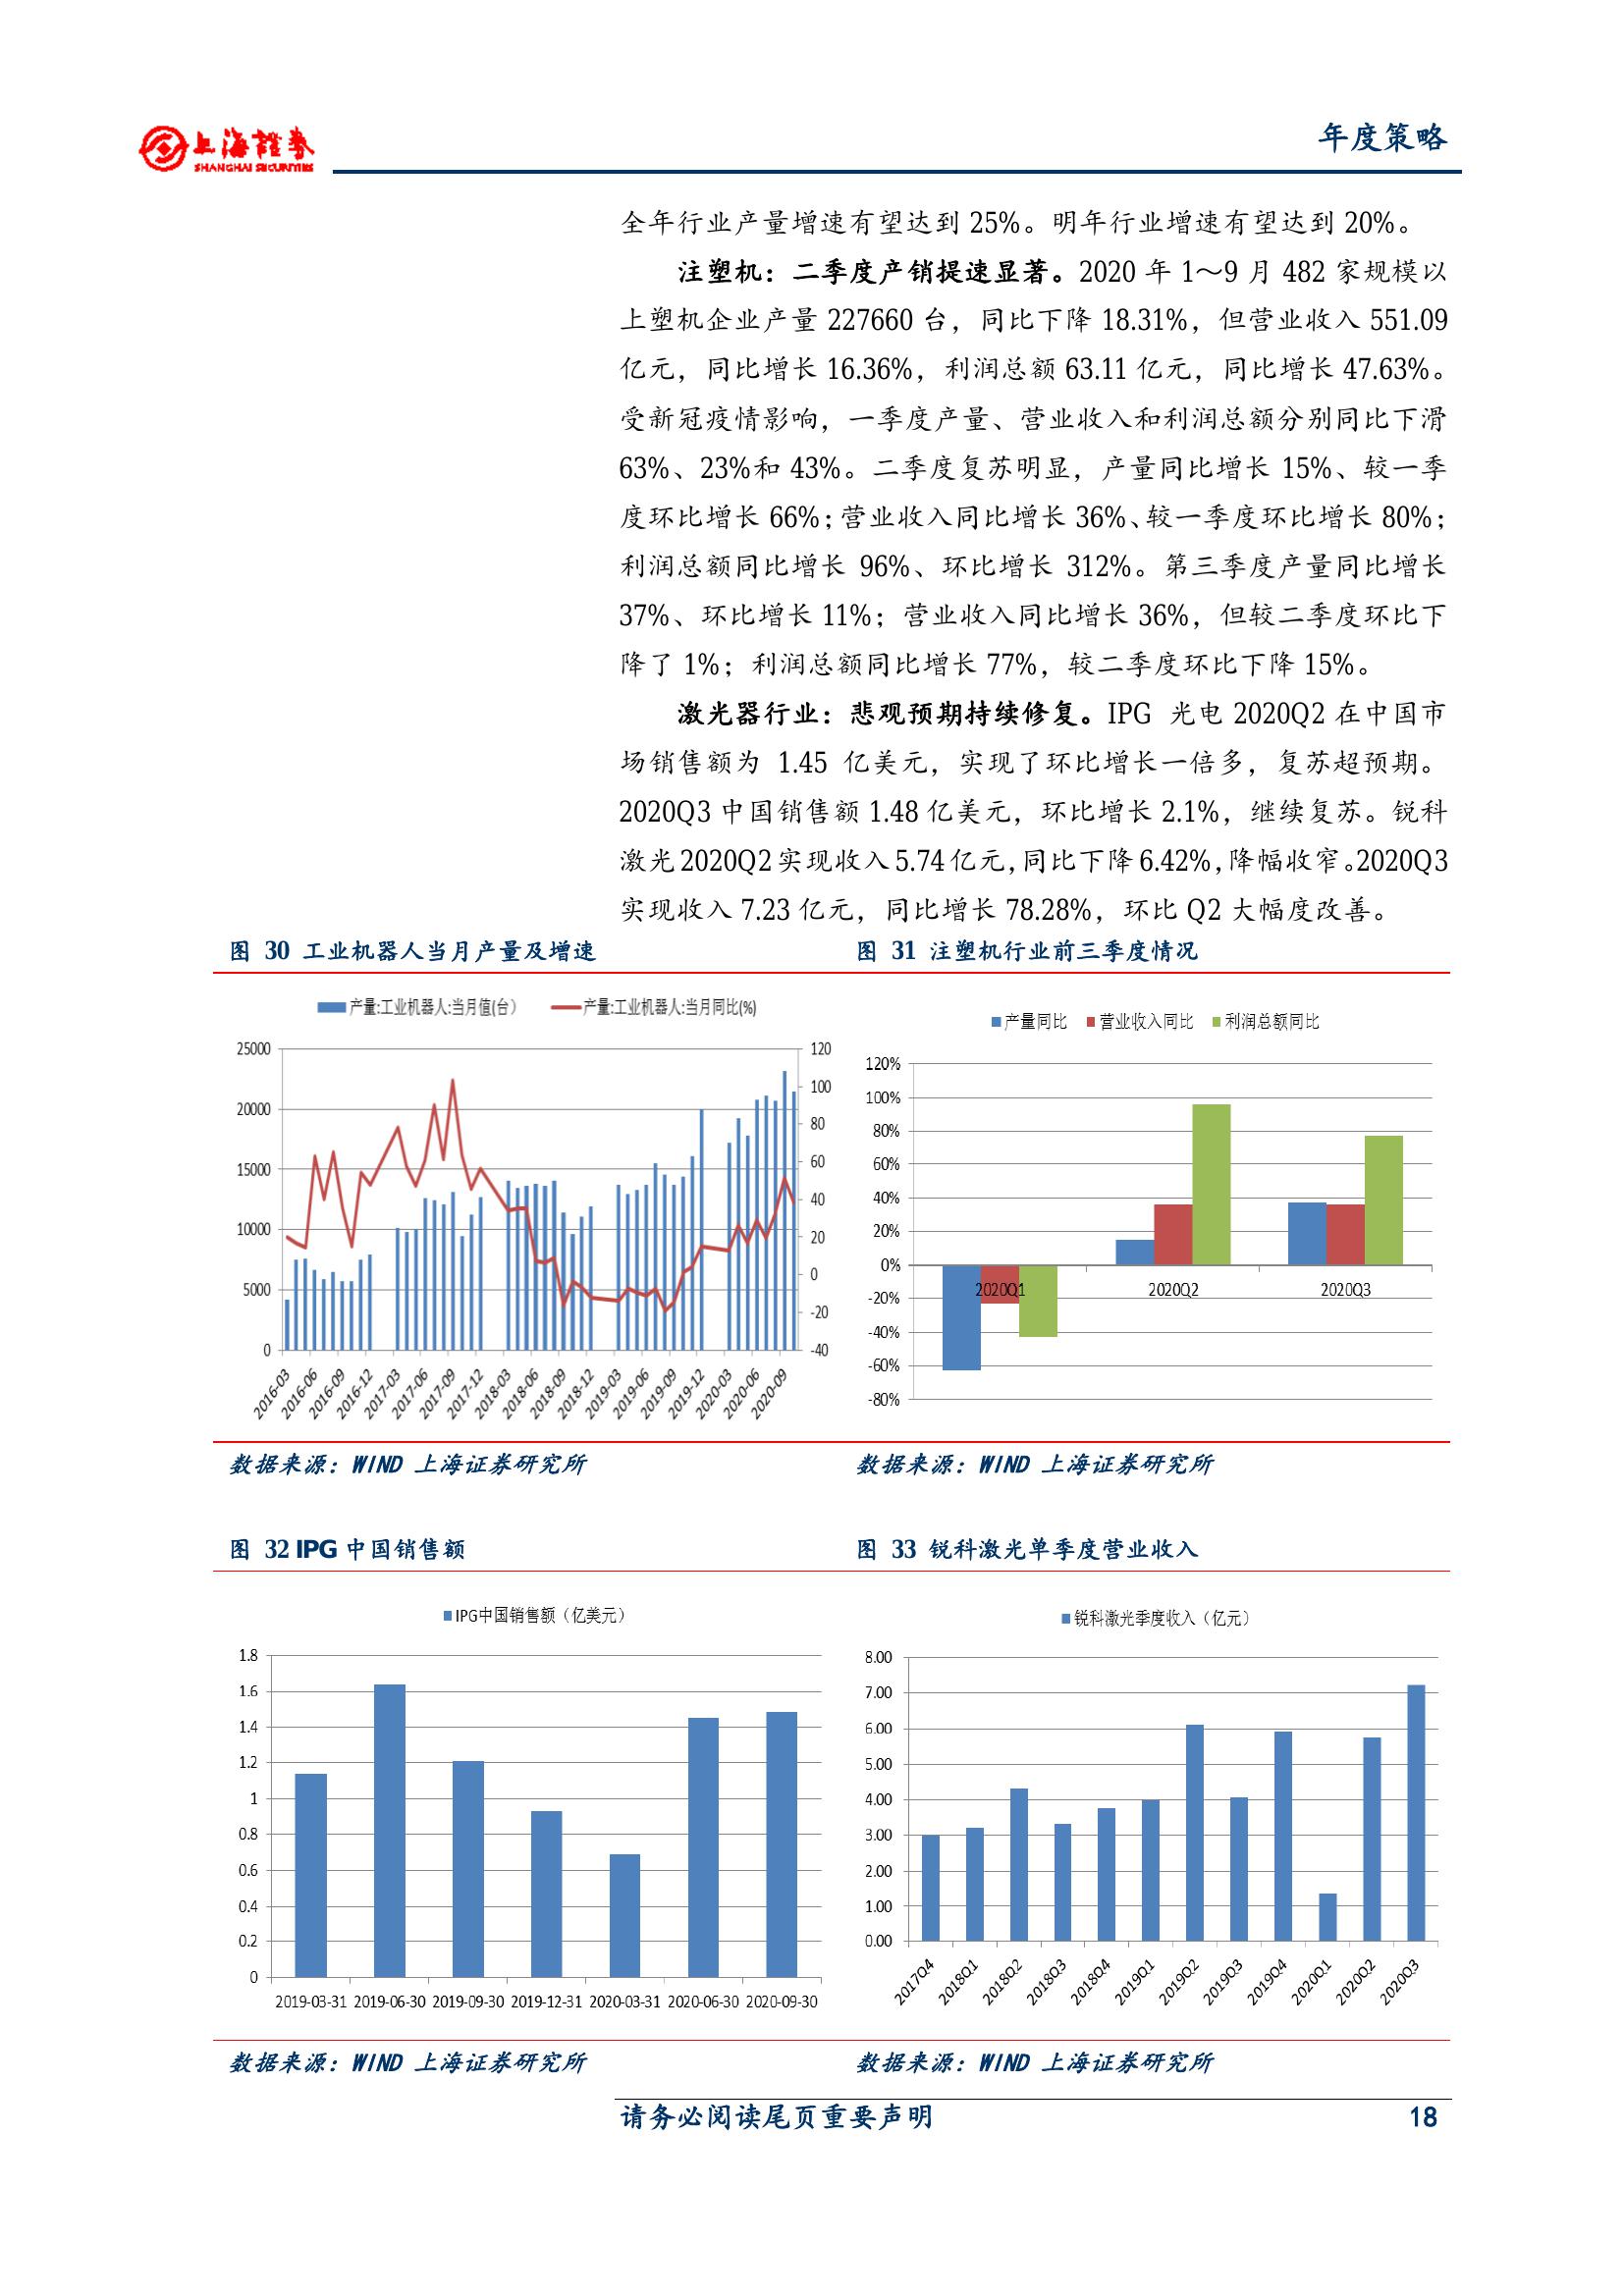 上海證券
SHANGHAI SECURITIES
年度策略
全年行业产量增速有望达到 25%。明年行业增速有望达到 20%。
注塑机：二季度产销提速显著。2020 年 1～9 月 482 家规模以
上塑机企业产量 227660 台，同比下降 18.31%，但营业收入 551.09
亿元，同比增长 16.36%，利润总额 63.11 亿元，同比增长 47.63%。
受新冠疫情影响，一季度产量、营业收入和利润总额分别同比下滑
63%、23%和 43%。二季度复苏明显，产量同比增长 15%、较一季
度环比增长 66%；营业收入同比增长 36%、较一季度环比增长 80%；
利润总额同比增长 96%、环比增长 312%。第三季度产量同比增长
37%、环比增长 11%；营业收入同比增长 36%，但较二季度环比下
降了 1%；利润总额同比增长 77%，较二季度环比下降 15%。
激光器行业：悲观预期持续修复。IPG 光电 2020Q2 在中国市
场销售额为 1.45 亿美元，实现了环比增长一倍多，复苏超预期。
2020Q3 中国销售额 1.48 亿美元，环比增长 2.1%，继续复苏。锐科
激光 2020Q2 实现收入 5.74 亿元，同比下降 6.42%，降幅收窄。2020Q3
实现收入 7.23 亿元，同比增长 78.28%，环比 Q2 大幅度改善。
图 30 工业机器人当月产量及增速
产量:工业机器人:当月值(台) 产量:工业机器人:当月同比(%)
25000
20000
15000
10000
5000
0
120
100
80
60
40
20
0
-20
-40
2016-03 2016-06 2016-09 2016-12 2017-03 2017-06 2017-09 2017-12 2018-03 2018-06 2018-09 2018-12 2019-03 2019-06 2019-09 2019-12 2020-03 2020-06 2020-09
数据来源：WIND 上海证券研究所
图 31 注塑机行业前三季度情况
产量同比 营业收入同比 利润总额同比
120%
100%
80%
60%
40%
20%
0%
-20%
-40%
-60%
-80%
2020Q1 2020Q2 2020Q3
数据来源：WIND 上海证券研究所
图 32 IPG 中国销售额
IPG中国销售额（亿美元）
1.8
1.6
1.4
1.2
1
0.8
0.6
0.4
0.2
0
2019-03-31 2019-06-30 2019-09-30 2019-12-31 2020-03-31 2020-06-30 2020-09-30
数据来源：WIND 上海证券研究所
图 33 锐科激光单季度营业收入
锐科激光季度收入（亿元）
8.00
7.00
6.00
5.00
4.00
3.00
2.00
1.00
0.00
2017Q4 2018Q1 2018Q2 2018Q3 2018Q4 2019Q1 2019Q2 2019Q3 2019Q4 2020Q1 2020Q2 2020Q3
数据来源：WIND 上海证券研究所
请务必阅读尾页重要声明
18